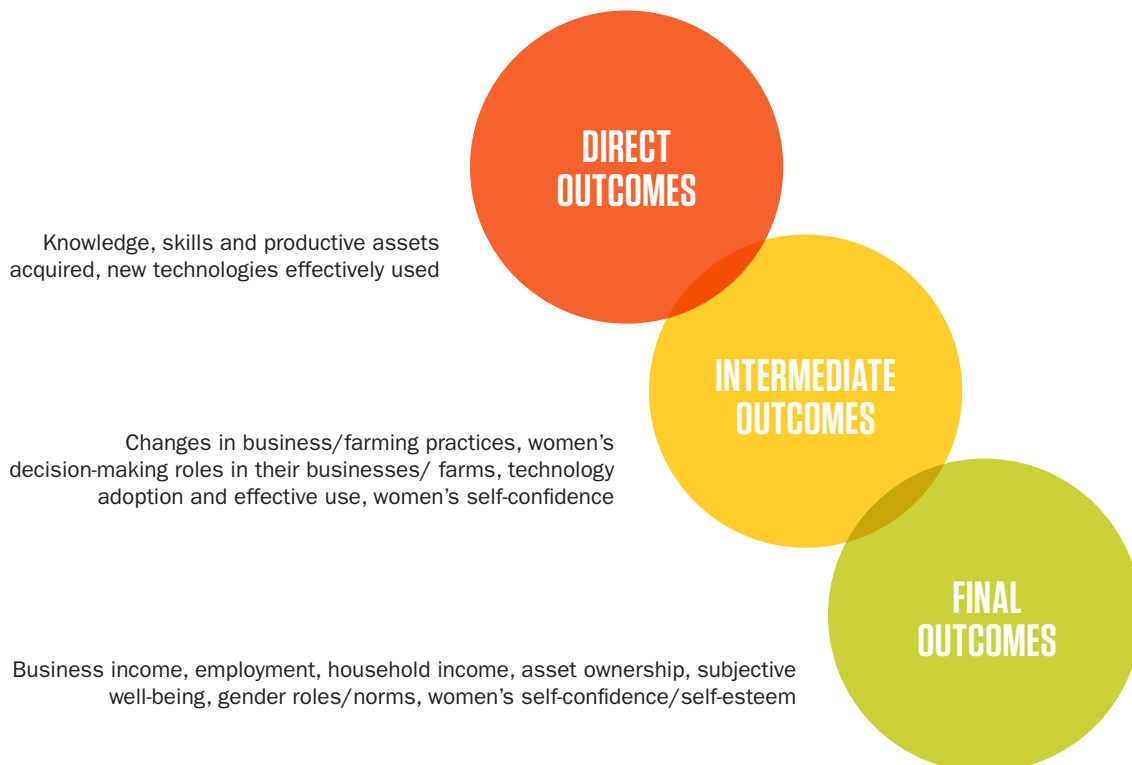 DIRECT
OUTCOMES
Knowledge, skills and productive assets
acquired, new technologies effectively used
INTERMEDIATE
OUTCOMES
Changes in business/farming practices, women’s
decision-making roles in their businesses/ farms, technology
adoption and effective use, women’s self-confidence
FINAL
OUTCOMES
Business income, employment, household income, asset ownership, subjective
well-being, gender roles/norms, women’s self-confidence/self-esteem